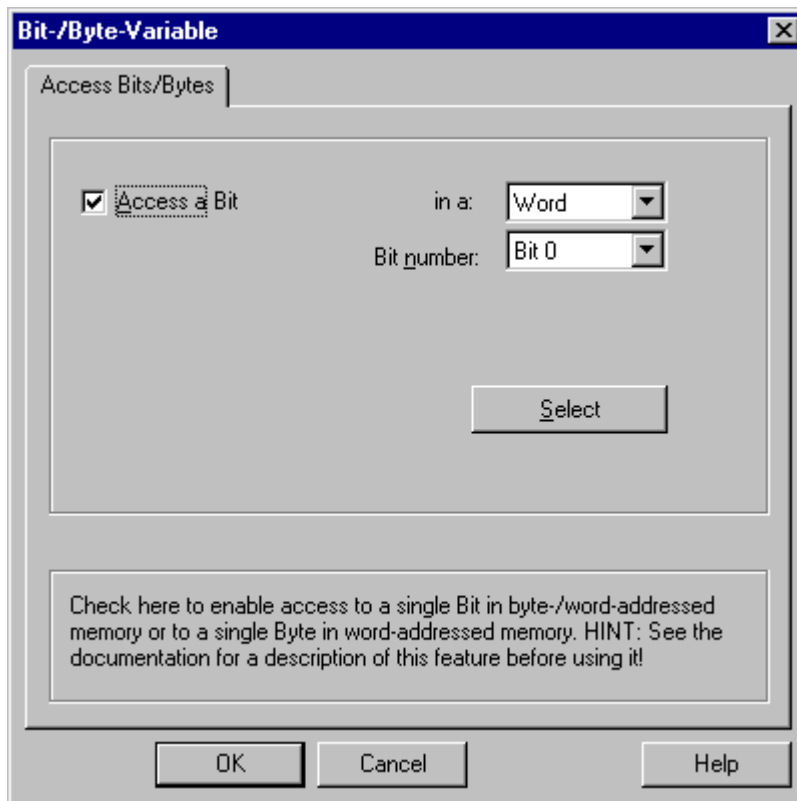 Bit-/Byte-Variable
Access Bits/Bytes
Access a Bit in a: Word
Bit number: Bit 0
Select
Check here to enable access to a single Bit in byte-/word-addressed
memory or to a single Byte in word-addressed memory. HINT: See the
documentation for a description of this feature before using it!
OK Cancel Help